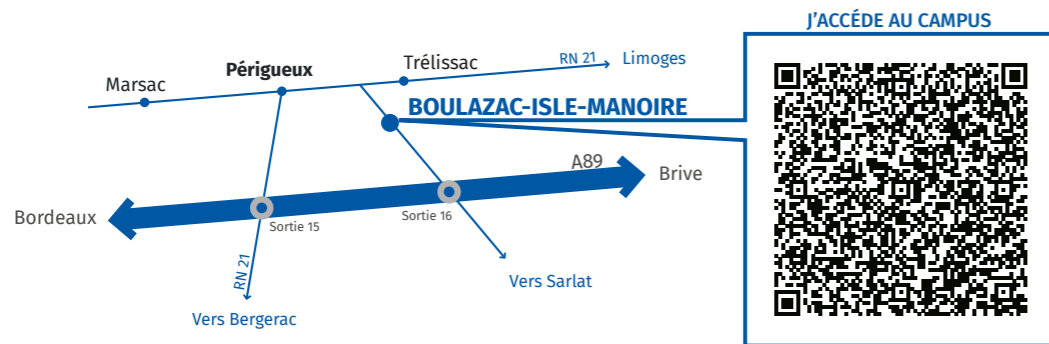 J'ACCÉDE AU CAMPUS
Marsac
Périgueux
Trélissac
RN 21
Limoges
BOULAZAC-ISLE-MANOIRE
A89
Brive
Bordeaux
Sortie 15
Sortie 16
RN 21
Vers Sarlat
Vers Bergerac